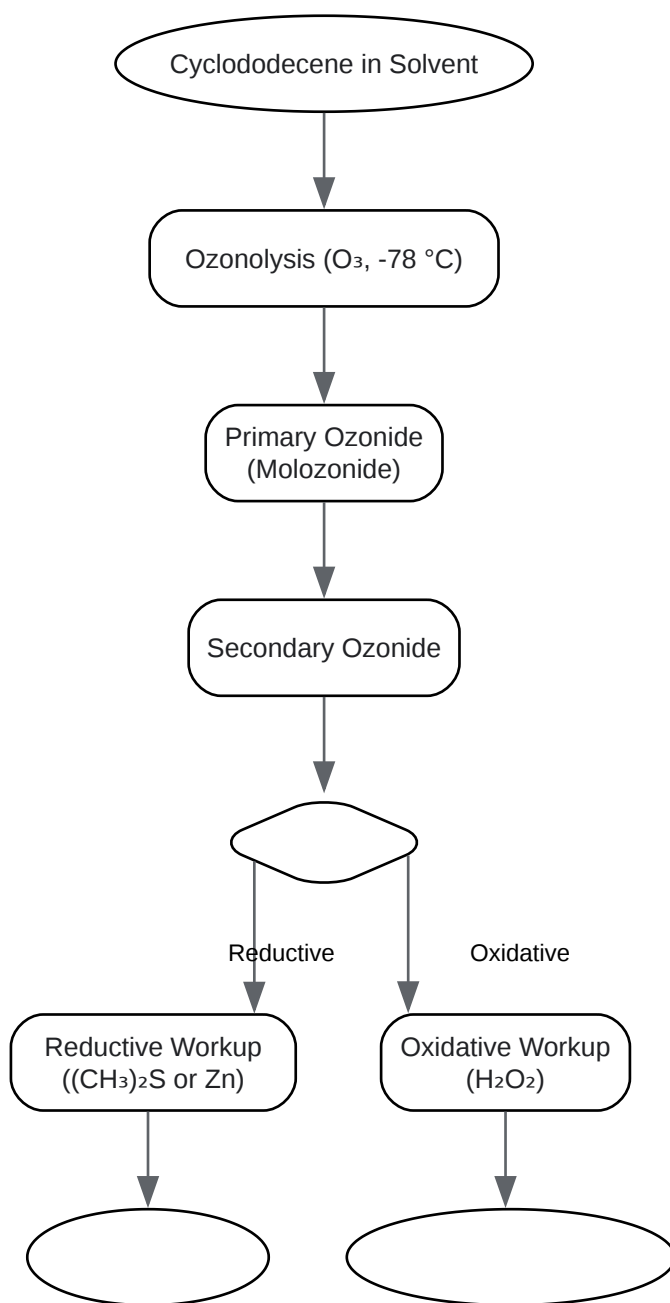 Cyclododecene in Solvent
Ozonolysis (O₃, -78 °C)
Primary Ozonide
(Molozonide)
Secondary Ozonide
Reductive
Oxidative
Reductive Workup
((CH₃)₂S or Zn)
Oxidative Workup
(H₂O₂)